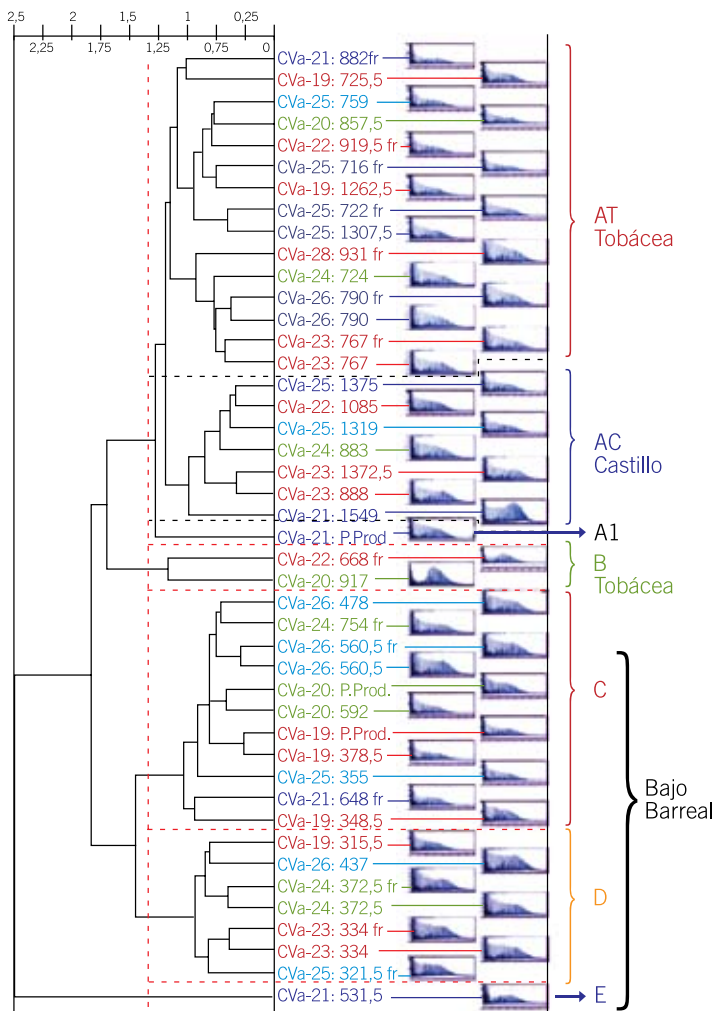 2,5 2 1 0,25
2,25 1,75 1,25 0,75 0
CVa-21: 882fr
CVa-19: 725,5
CVa-25: 759
CVa-20: 857,5
CVa-22: 919,5 fr
CVa-25: 716 fr
CVa-19: 1262,5
CVa-25: 722 fr
CVa-25: 1307,5
CVa-28: 931 fr
CVa-24: 724
CVa-26: 790 fr
CVa-26: 790
CVa-23: 767 fr
CVa-23: 767
AT
Tobácea
CVa-25: 1375
CVa-22: 1085
CVa-25: 1319
CVa-24: 883
CVa-23: 1372,5
CVa-23: 888
CVa-21: 1549
AC
Castillo
CVa-21: P.Prod
A1
CVa-22: 668 fr
CVa-20: 917
B
Tobácea
CVa-26: 478
CVa-24: 754 fr
CVa-26: 560,5 fr
CVa-26: 560,5
CVa-20: P.Prod.
CVa-20: 592
CVa-19: P.Prod.
CVa-19: 378,5
CVa-25: 355
CVa-21: 648 fr
CVa-19: 348,5
C
CVa-19: 315,5
CVa-26: 437
CVa-24: 372,5 fr
CVa-24: 372,5
CVa-23: 334 fr
CVa-23: 334
CVa-25: 321,5 fr
D
CVa-21: 531,5
E
Bajo
Barreal